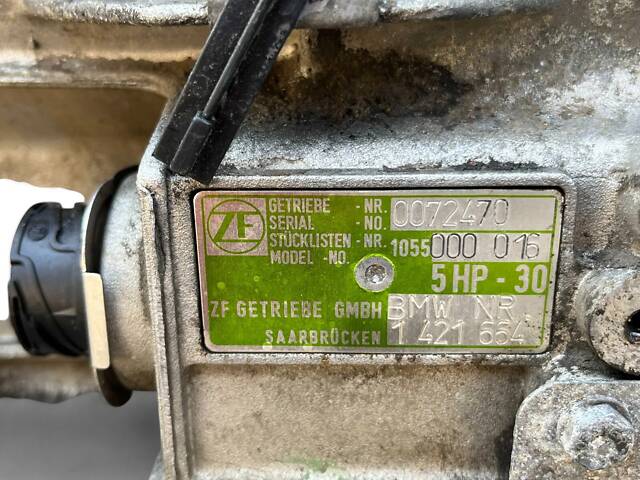 ZF
GETRIEBE -NR. 0072470
SERIAL -NO.
STÜCKLISTEN -NR. 1055 000 016
MODEL -NO.
5 HP - 30
ZF GETRIEBE GMBH BMW NR.
SAARBRÜCKEN 1 421 664